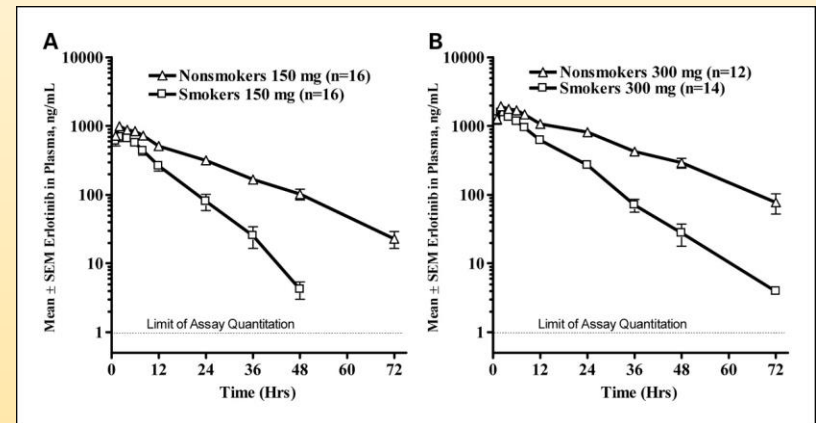 A
Mean ± SEM Erlotinib in Plasma, ng/mL
10000
1000
100
10
1
Nonsmokers 150 mg (n=16)
Smokers 150 mg (n=16)
Limit of Assay Quantitation
0 12 24 36 48 60 72
Time (Hrs)
B
Mean ± SEM Erlotinib in Plasma, ng/mL
10000
1000
100
10
1
Nonsmokers 300 mg (n=12)
Smokers 300 mg (n=14)
Limit of Assay Quantitation
0 12 24 36 48 60 72
Time (Hrs)